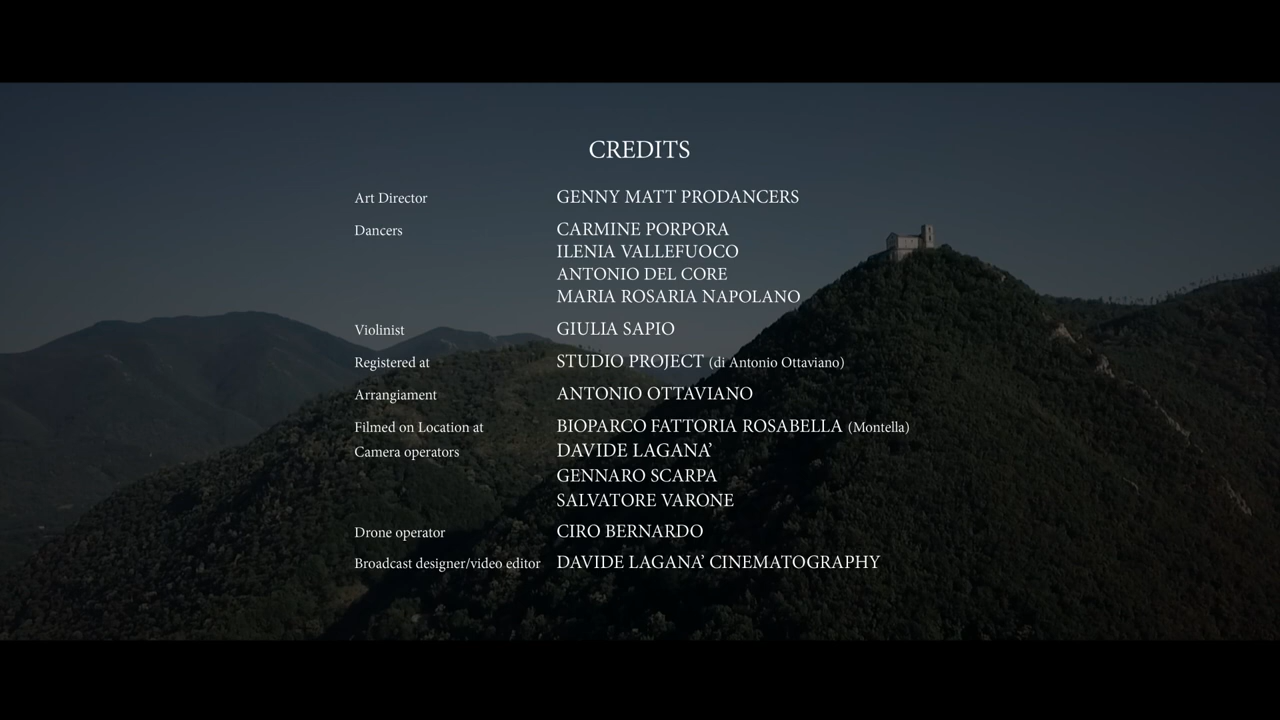 CREDITS
Art Director GENNY MATT PRODANCERS
Dancers CARMINE PORPORA
ILENIA VALLEFUOCO
ANTONIO DEL CORE
MARIA ROSARIA NAPOLANO
Violinist GIULIA SAPIO
Registered at STUDIO PROJECT (di Antonio Ottaviano)
Arrangiament ANTONIO OTTAVIANO
Filmed on Location at BIOPARCO FATTORIA ROSABELLA (Montella)
Camera operators DAVIDE LAGANA’
GENNARO SCARPA
SALVATORE VARONE
Drone operator CIRO BERNARDO
Broadcast designer/video editor DAVIDE LAGANA’ CINEMATOGRAPHY